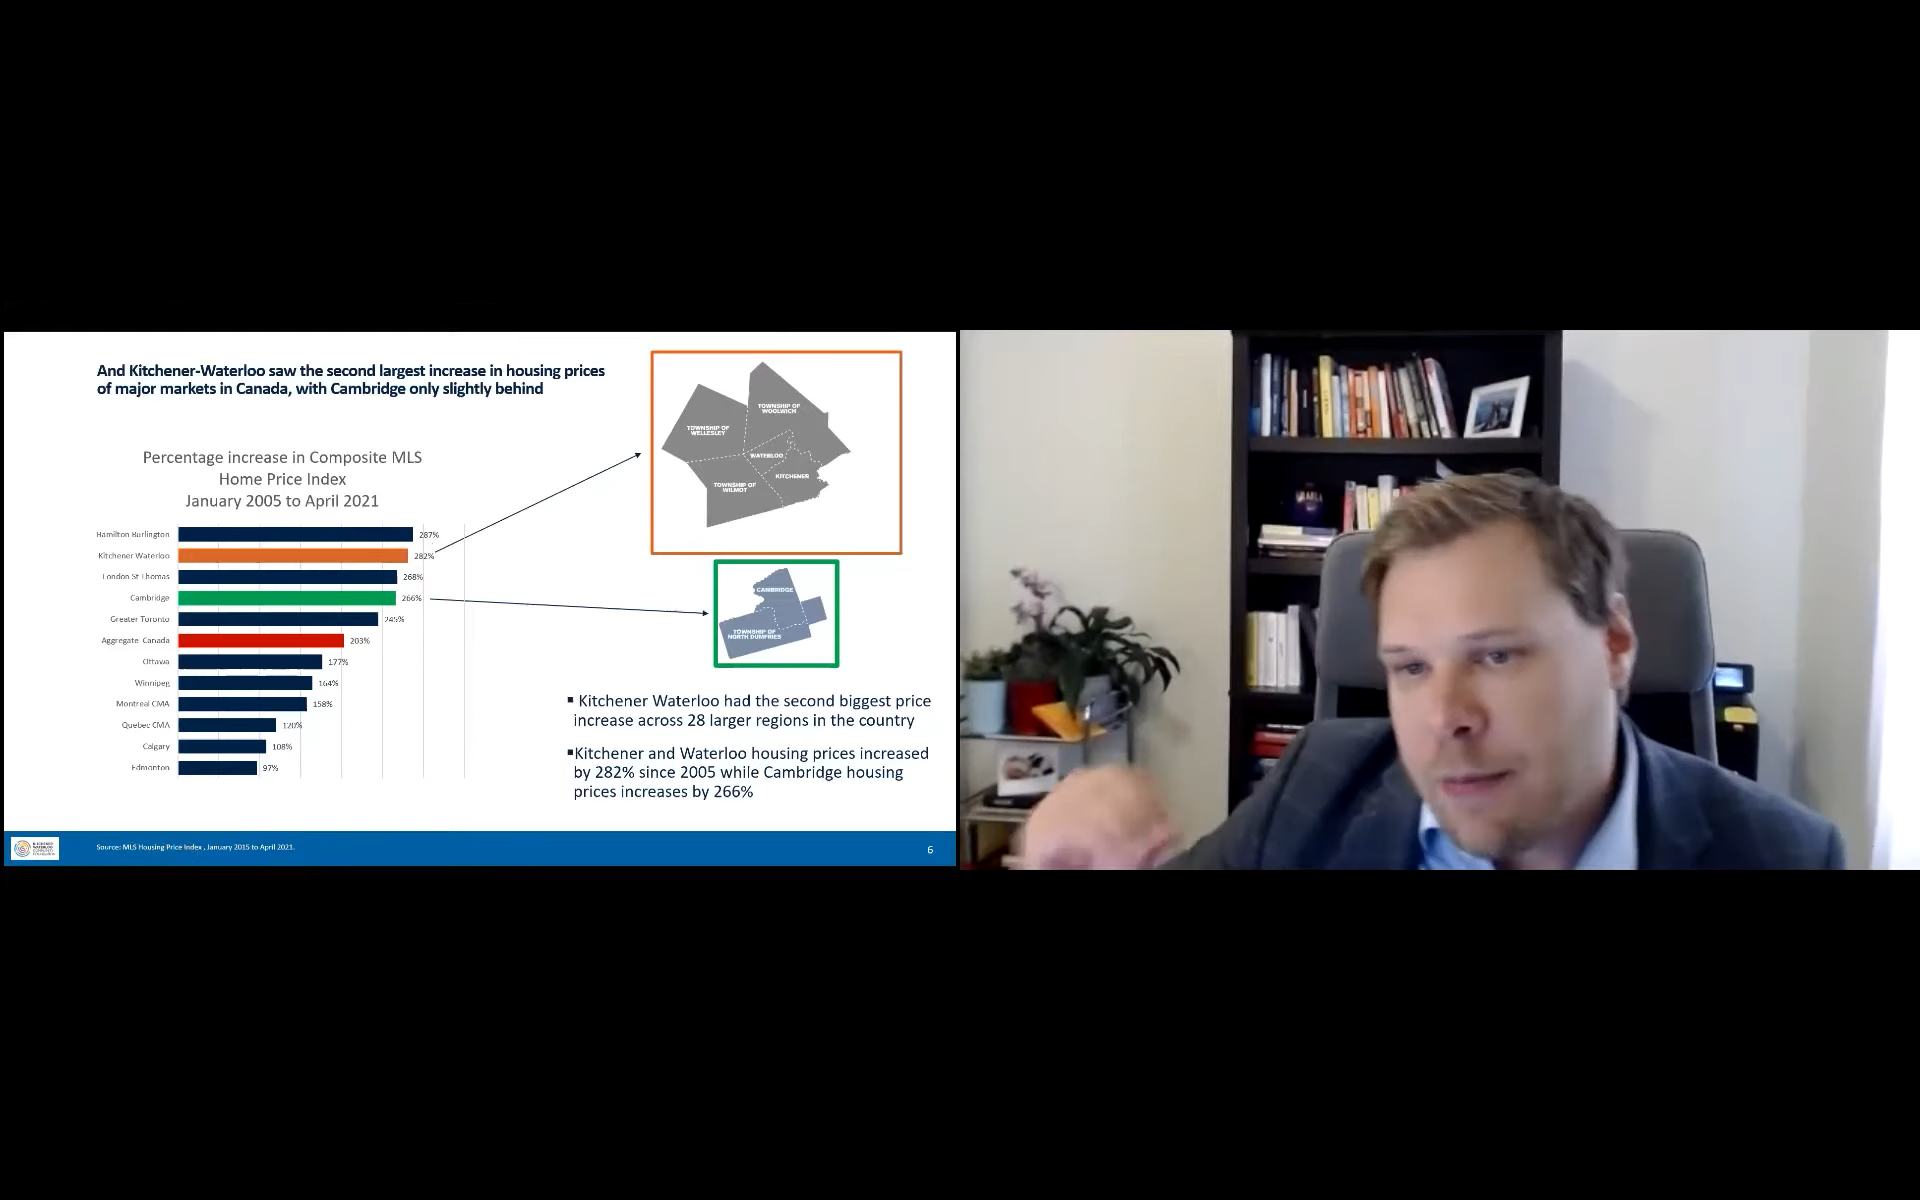 And Kitchener-Waterloo saw the second largest increase in housing prices
of major markets in Canada, with Cambridge only slightly behind
Percentage increase in Composite MLS
Home Price Index
January 2005 to April 2021
Hamilton Burlington 287%
Kitchener Waterloo 282%
London St Thomas 268%
Cambridge 266%
Greater Toronto 245%
Aggregate Canada 203%
Ottawa 177%
Winnipeg 164%
Montreal CMA 158%
Quebec CMA 120%
Calgary 108%
Edmonton 97%
TOWNSHIP OF
WOOLWICH
TOWNSHIP OF
WELLESLEY
WATERLOO
KITCHENER
TOWNSHIP OF
WILMOT
CAMBRIDGE
TOWNSHIP OF
NORTH DUMFRIES
▪ Kitchener Waterloo had the second biggest price
increase across 28 larger regions in the country
▪Kitchener and Waterloo housing prices increased
by 282% since 2005 while Cambridge housing
prices increases by 266%
KITCHENER
WATERLOO
COMMUNITY
FOUNDATION
Source: MLS Housing Price Index , January 2015 to April 2021.
6